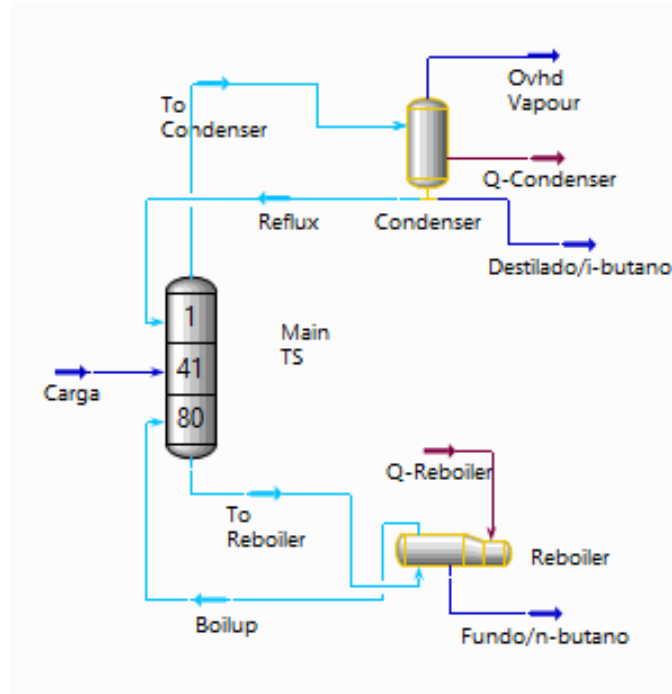 Ovhd
Vapour
To
Condenser
Q-Condenser
Reflux
Condenser
Destilado/i-butano
1
Main
TS
41
Carga
80
Q-Reboiler
To
Reboiler
Reboiler
Boilup
Fundo/n-butano